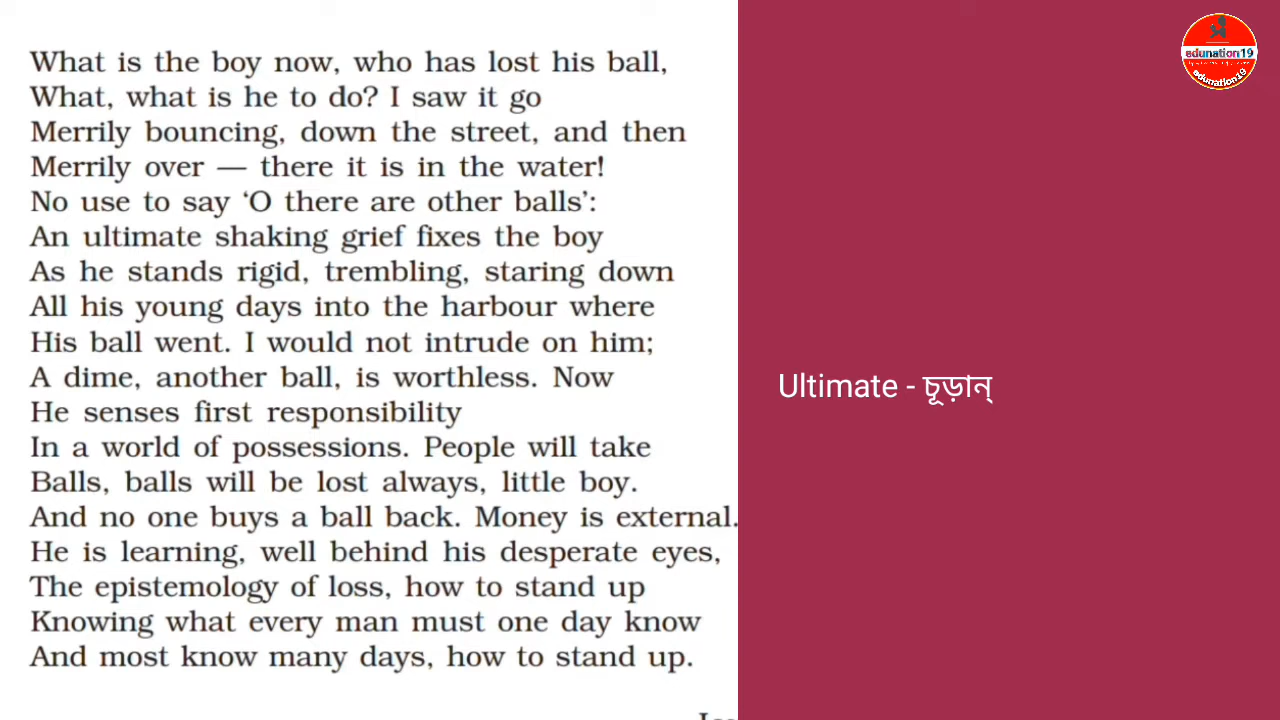 What is the boy now, who has lost his ball,
What, what is he to do? I saw it go
Merrily bouncing, down the street, and then
Merrily over — there it is in the water!
No use to say ‘O there are other balls’:
An ultimate shaking grief fixes the boy
As he stands rigid, trembling, staring down
All his young days into the harbour where
His ball went. I would not intrude on him;
A dime, another ball, is worthless. Now
He senses first responsibility
In a world of possessions. People will take
Balls, balls will be lost always, little boy.
And no one buys a ball back. Money is external.
He is learning, well behind his desperate eyes,
The epistemology of loss, how to stand up
Knowing what every man must one day know
And most know many days, how to stand up.
Ultimate - চূড়ান্
edunation19
edunation19